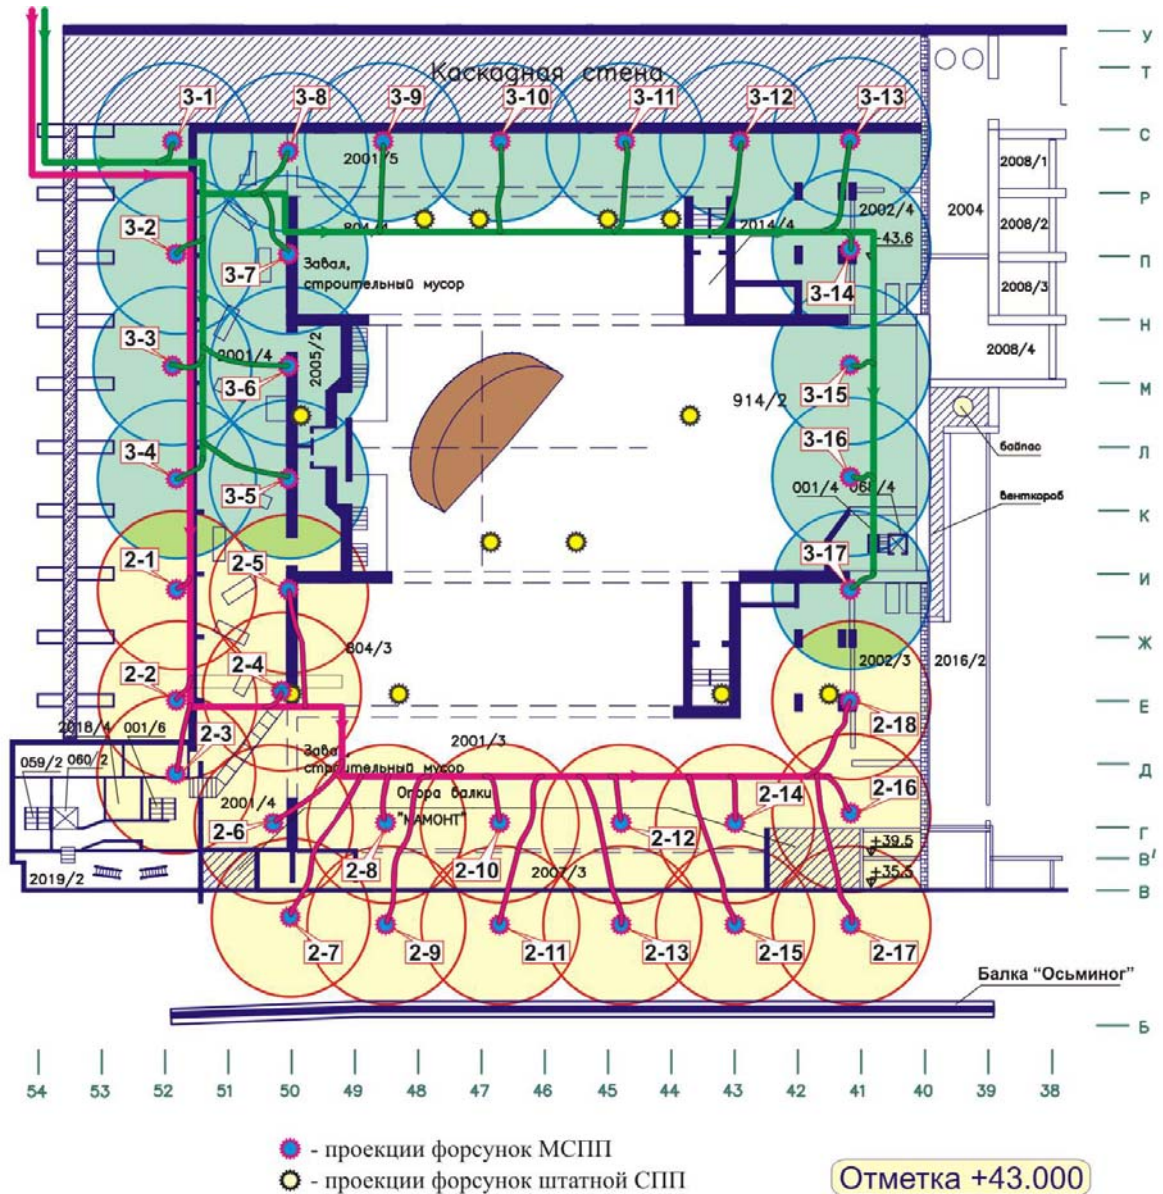 У
Т
Каскадная стена
3-1
3-8
3-9
3-10
3-11
3-12
3-13
С
2001/5
2008/1
Р
2002/4
2004
3-2
804/4
2014/4
2008/2
+43.6
П
3-7
Завал,
строительный мусор
3-14
2008/3
Н
3-3
2001/4
2005/2
2008/4
3-6
М
914/2
3-15
3-4
3-16
байпас
Л
3-5
001/4
068/4
венткороб
К
2-1
2-5
3-17
И
804/3
Ж
2-2
2-4
2002/3
2016/2
Е
2018/4
001/6
2-3
2-18
2001/3
059/2
060/2
строительный мусор
Д
2001/4
Опора балки
2-14
2-16
2-6
"МАМОНТ"
2-12
Г
+39.5
2-8
2-10
В'
2019/2
2007/3
+35.5
В
2-7
2-9
2-11
2-13
2-15
2-17
Балка "Осьминог"
Б
54 53 52 51 50 49 48 47 46 45 44 43 42 41 40 39 38
- проекции форсунок МСПП
- проекции форсунок штатной СПП
Отметка +43.000